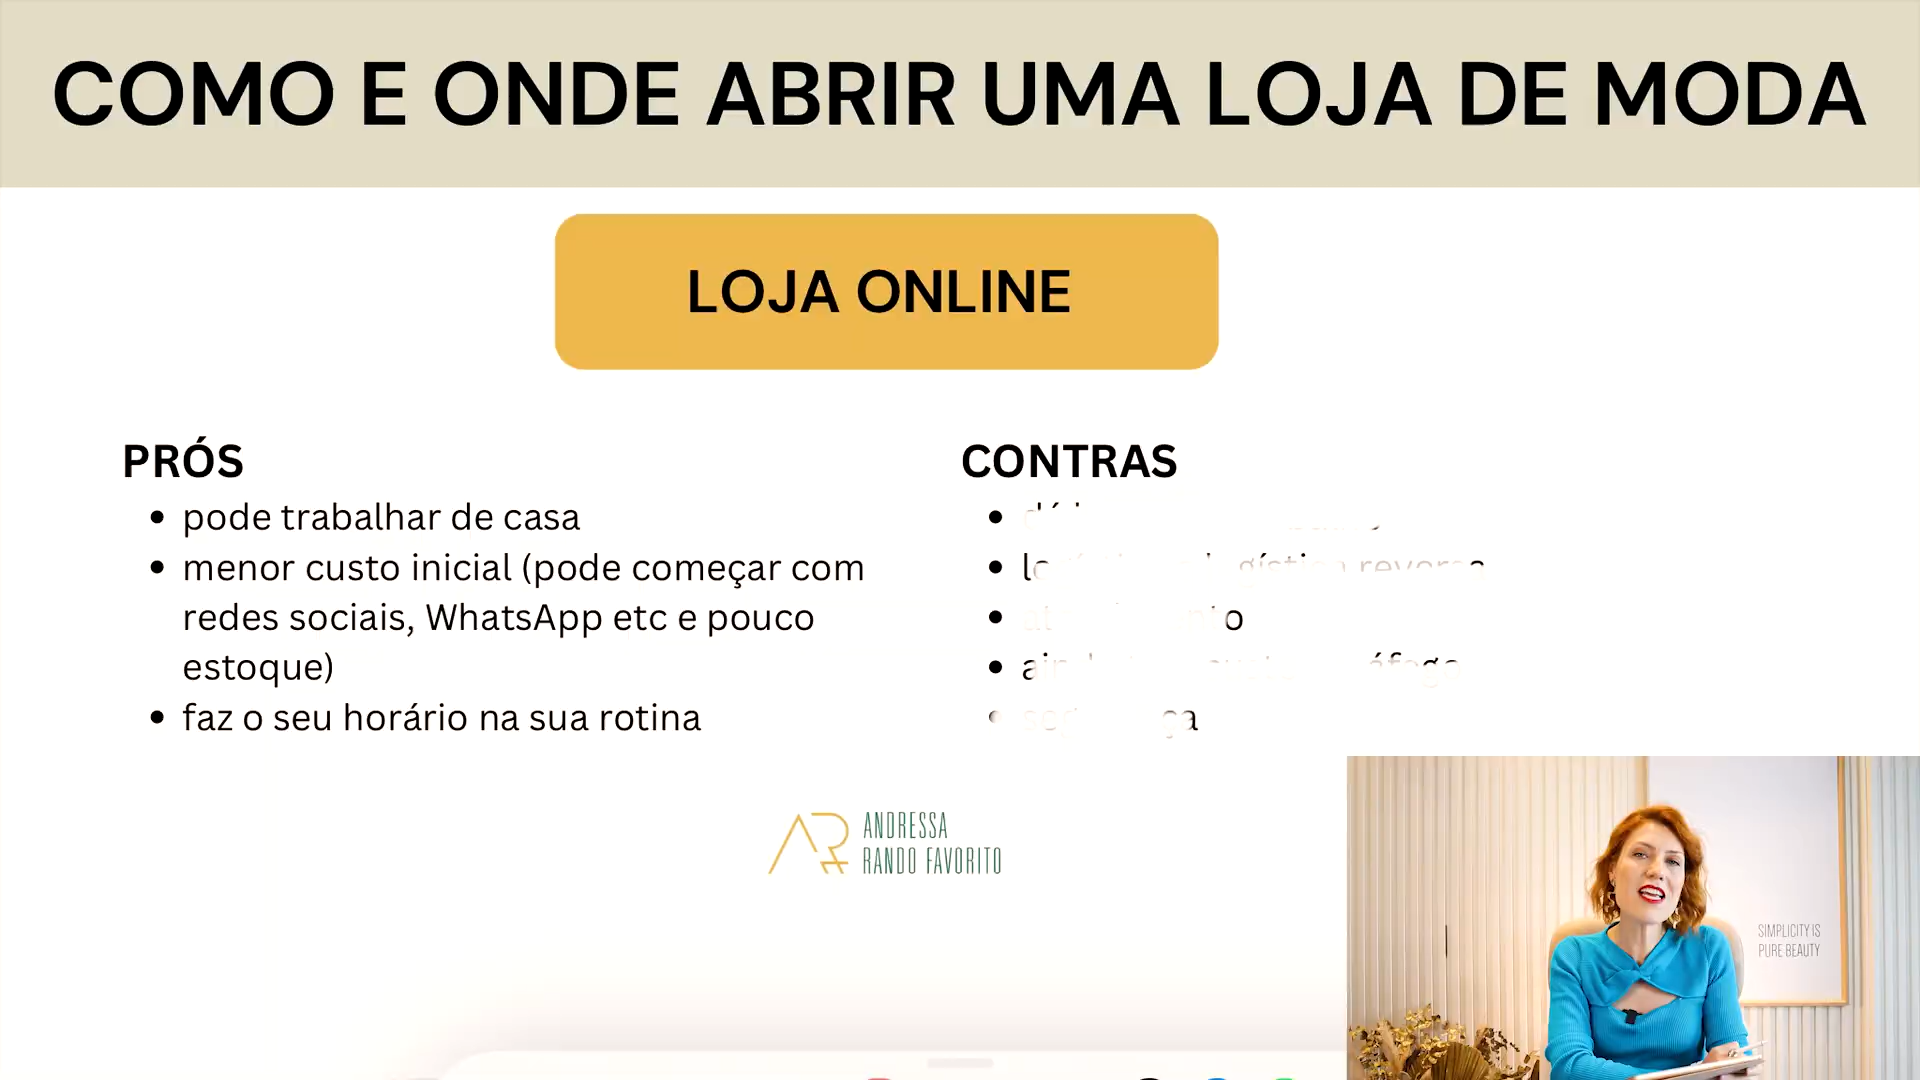 COMO E ONDE ABRIR UMA LOJA DE MODA
LOJA ONLINE
PRÓS
• pode trabalhar de casa
• menor custo inicial (pode começar com
redes sociais, WhatsApp etc e pouco
estoque)
• faz o seu horário na sua rotina
CONTRAS
reversa
AR
ANDRESSA
RANDO FAVORITO
SIMPLICITY IS
PURE BEAUTY